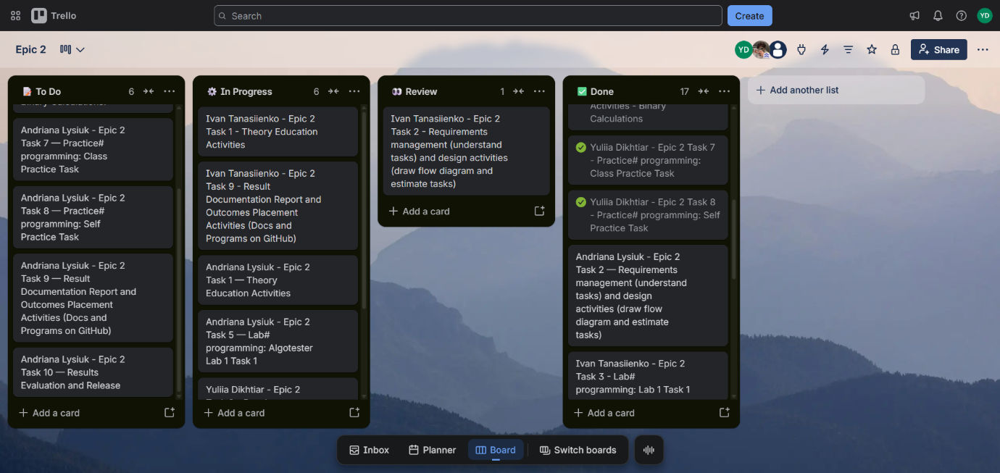 Trello
Search
Create
YD
Epic 2
YD
Share
To Do
6
Binary Calculations.
Andriana Lysiuk - Epic 2
Task 7 — Practice#
programming: Class
Practice Task
Andriana Lysiuk - Epic 2
Task 8 — Practice#
programming: Self
Practice Task
Andriana Lysiuk - Epic 2
Task 9 — Result
Documentation Report and
Outcomes Placement
Activities (Docs and
Programs on GitHub)
Andriana Lysiuk - Epic 2
Task 10 — Results
Evaluation and Release
Add a card
In Progress
6
Ivan Tanasiienko - Epic 2
Task 1 - Theory Education
Activities
Ivan Tanasiienko - Epic 2
Task 9 - Result
Documentation Report and
Outcomes Placement
Activities (Docs and
Programs on GitHub)
Andriana Lysiuk - Epic 2
Task 1 — Theory
Education Activities
Andriana Lysiuk - Epic 2
Task 5 — Lab#
programming: Algotester
Lab 1 Task 1
Yuliia Dikhtiar - Epic 2
Add a card
Review
1
Ivan Tanasiienko - Epic 2
Task 2 - Requirements
management (understand
tasks) and design activities
(draw flow diagram and
estimate tasks)
Add a card
Done
17
Activities - Binary
Calculations
Yuliia Dikhtiar - Epic 2 Task 7
- Practice# programming:
Class Practice Task
Yuliia Dikhtiar - Epic 2 Task 8
- Practice# programming: Self
Practice Task
Andriana Lysiuk - Epic 2
Task 2 — Requirements
management (understand
tasks) and design
activities (draw flow
diagram and estimate
tasks)
Ivan Tanasiienko - Epic 2
Task 3 - Lab#
programming: Lab 1 Task 1
Add a card
Add another list
Inbox
Planner
Board
Switch boards